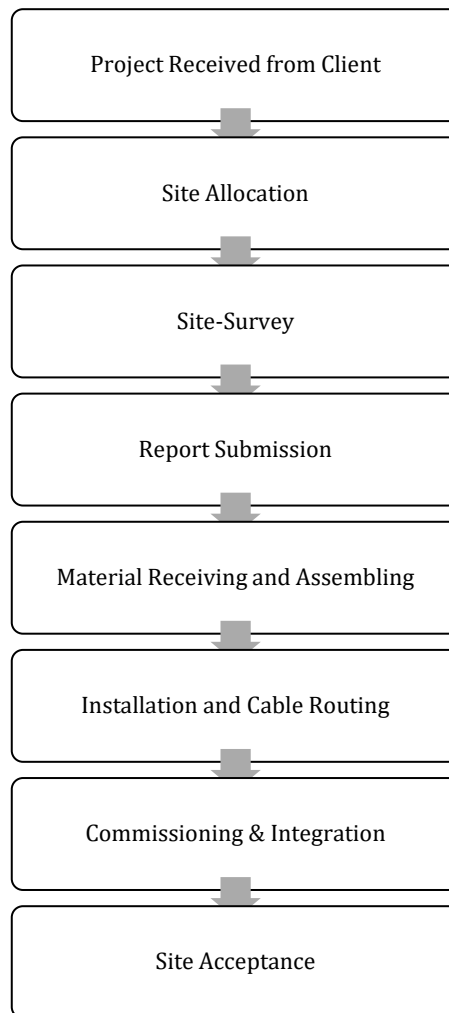 Project Received from Client
Site Allocation
Site-Survey
Report Submission
Material Receiving and Assembling
Installation and Cable Routing
Commissioning & Integration
Site Acceptance